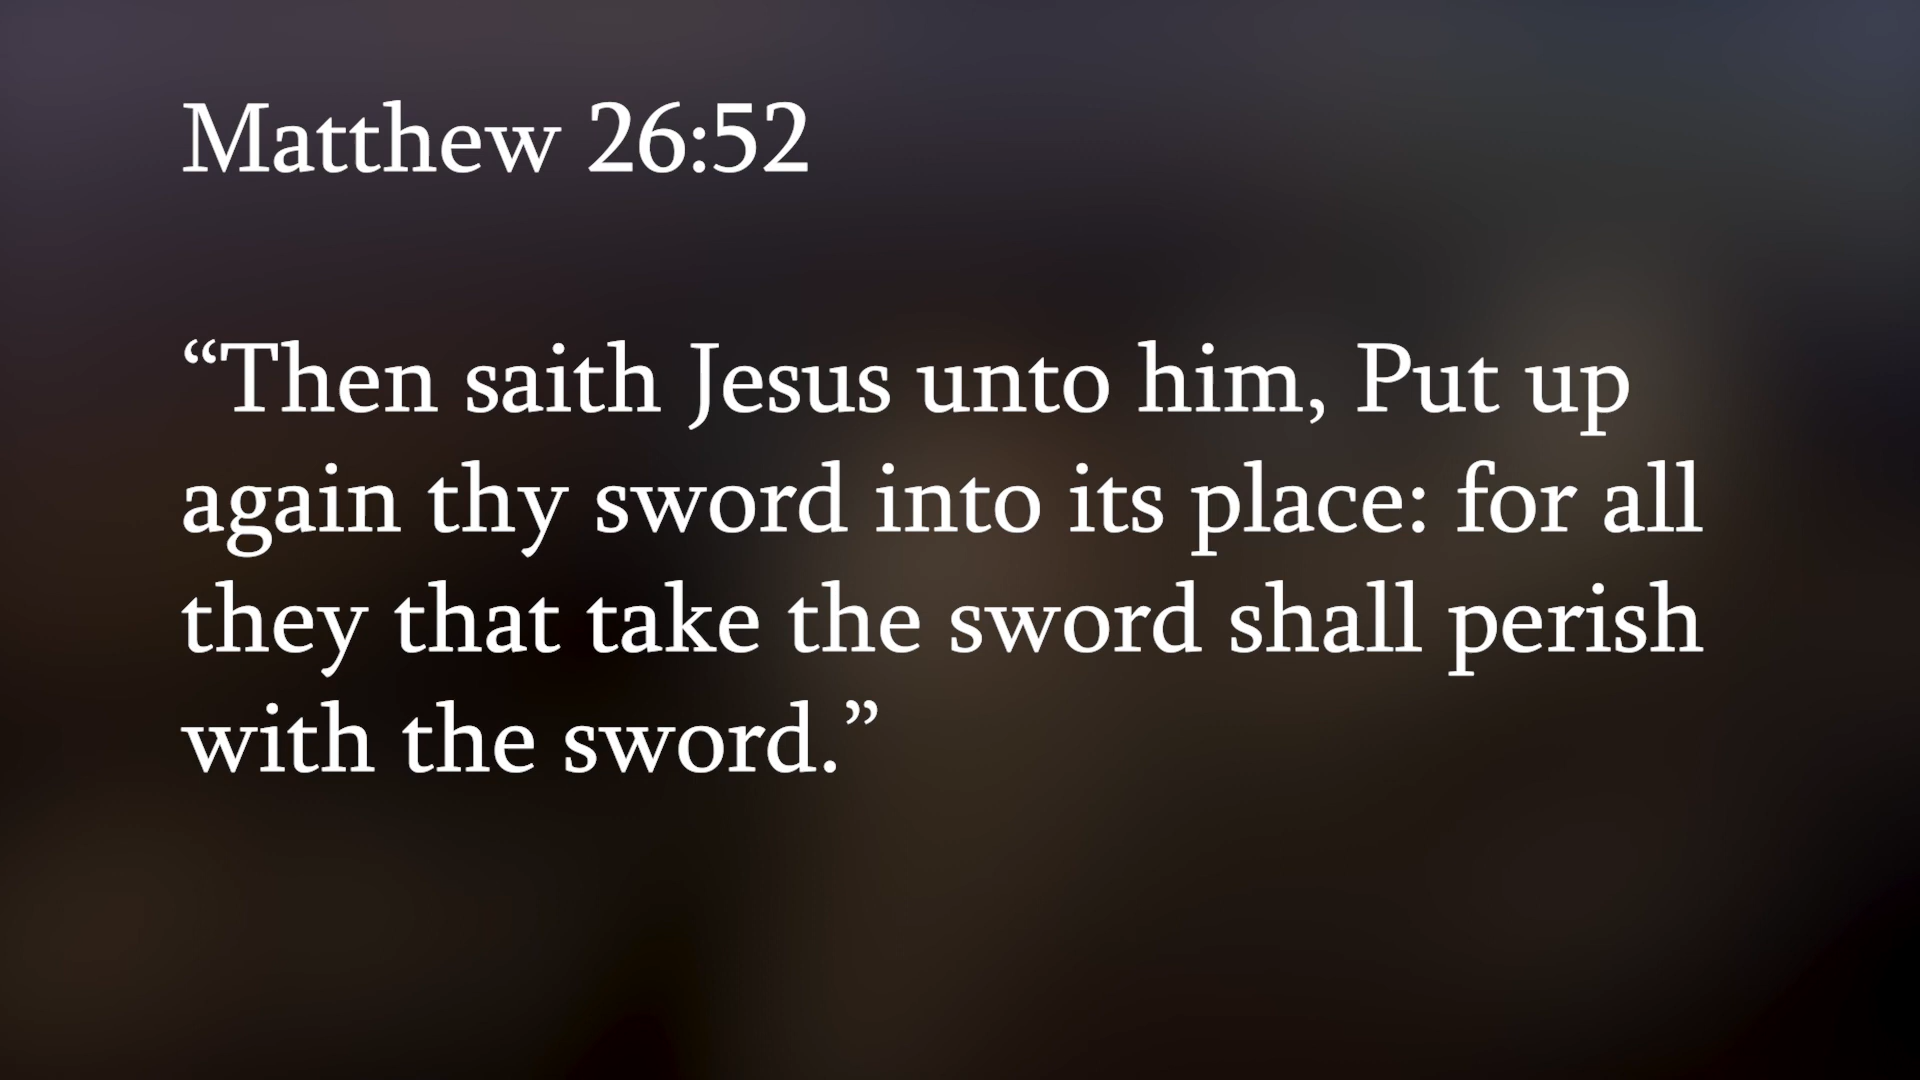 Matthew 26:52
“Then saith Jesus unto him, Put up
again thy sword into its place: for all
they that take the sword shall perish
with the sword.”